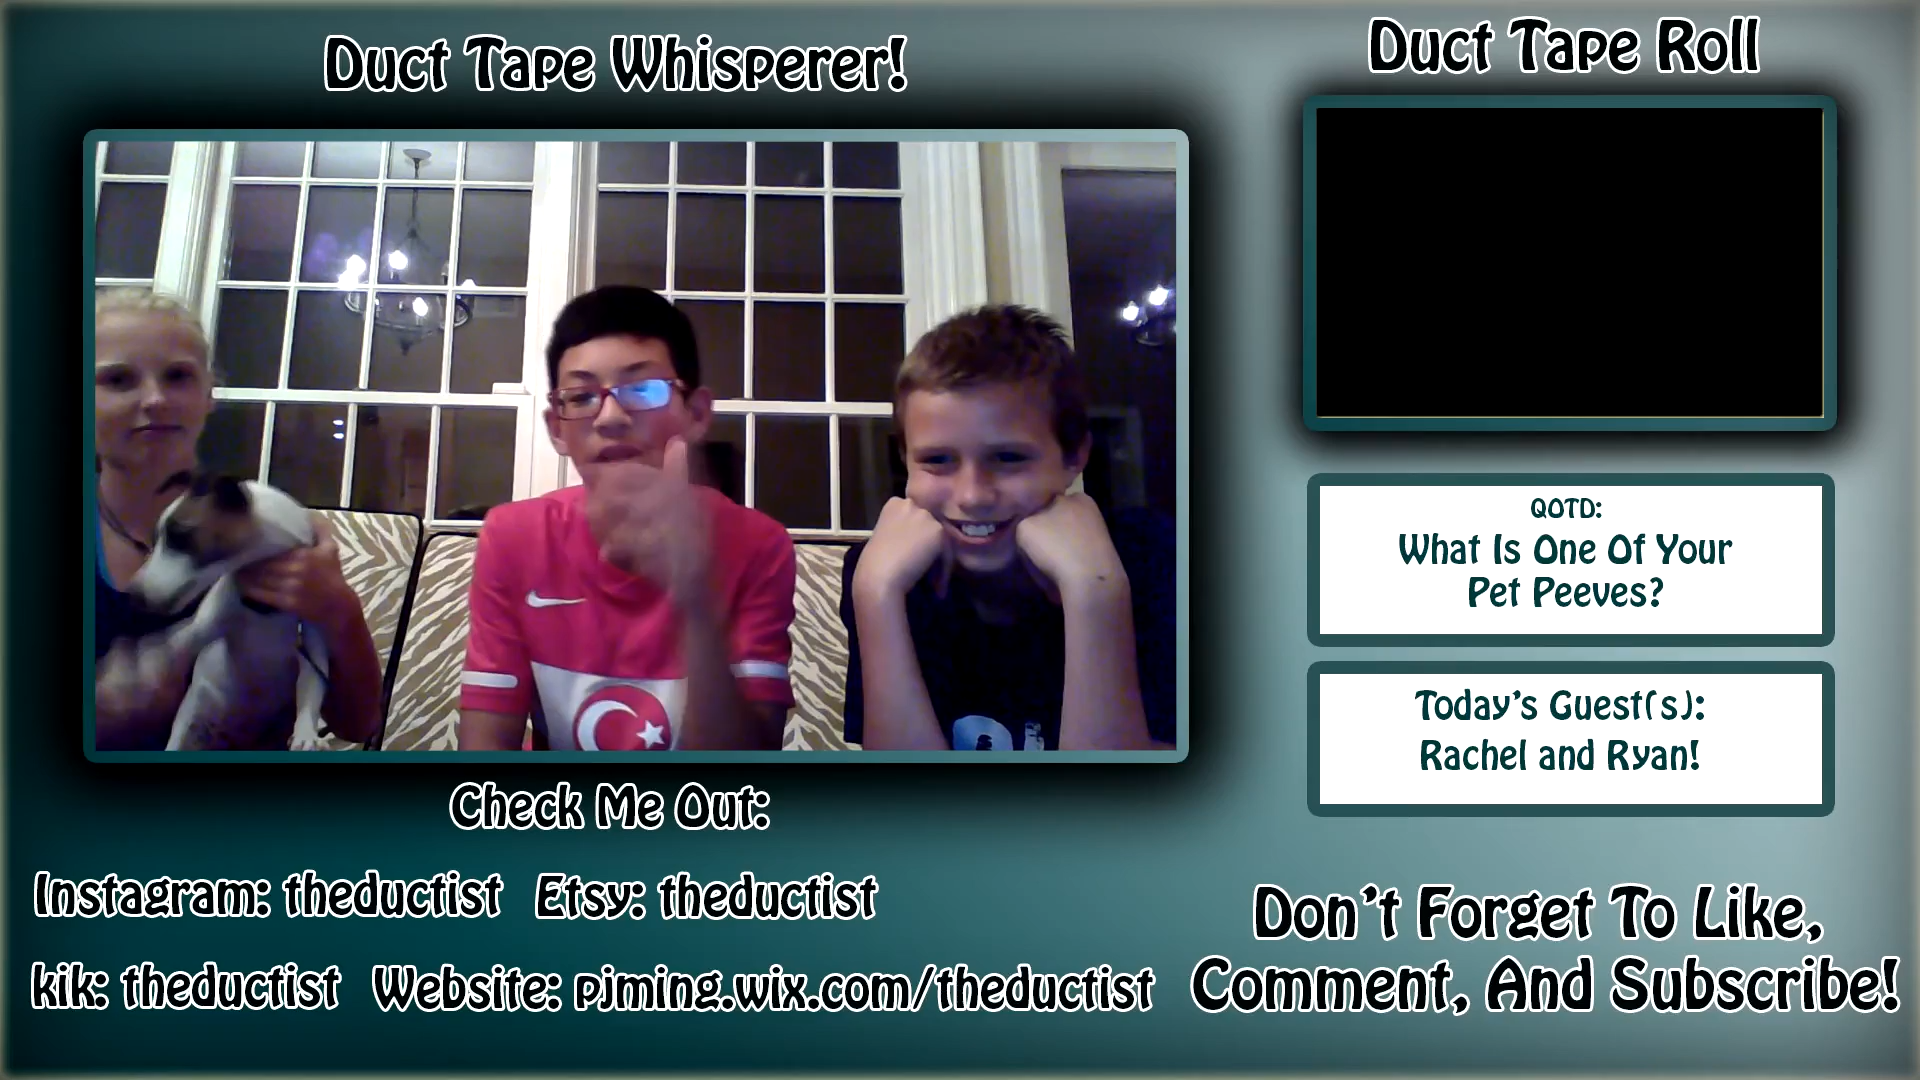 Duct Tape Whisperer!
Duct Tape Roll
QOTD:
What Is One Of Your
Pet Peeves?
Today's Guest(s):
Rachel and Ryan!
Check Me Out:
Instagram: theductist Etsy: theductist
kik: theductist Website: pjming.wix.com/theductist
Don't Forget To Like,
Comment, And Subscribe!